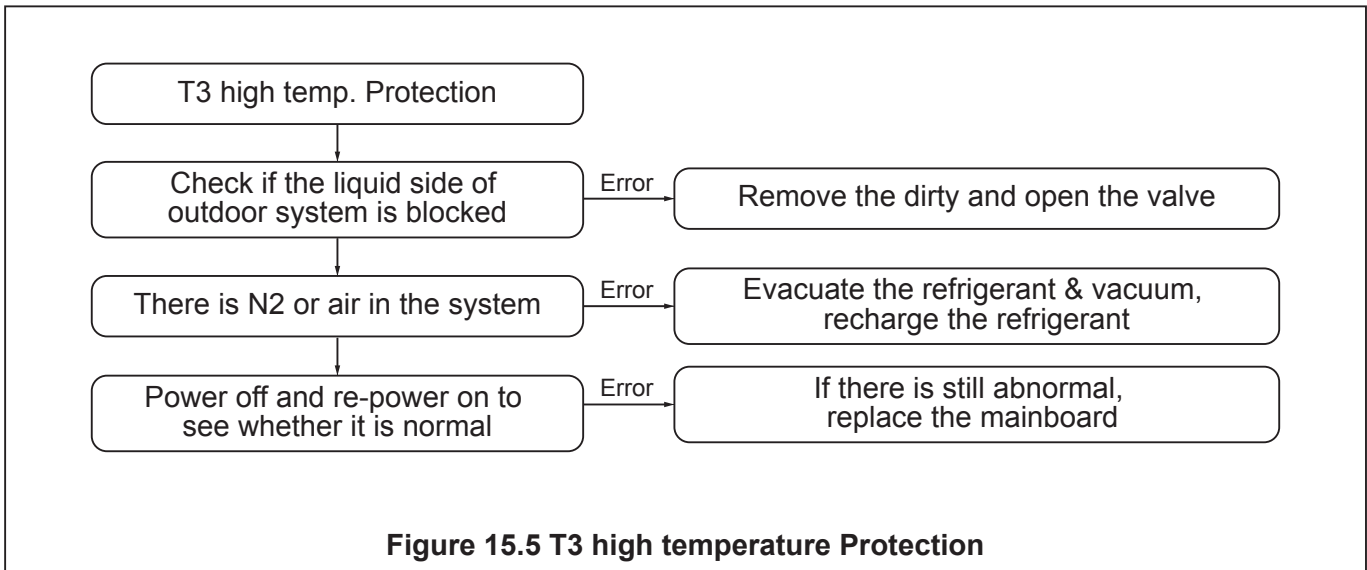 T3 high temp. Protection
Check if the liquid side of
outdoor system is blocked
Error
Remove the dirty and open the valve
There is N2 or air in the system
Error
Evacuate the refrigerant & vacuum,
recharge the refrigerant
Power off and re-power on to
see whether it is normal
Error
If there is still abnormal,
replace the mainboard
Figure 15.5 T3 high temperature Protection